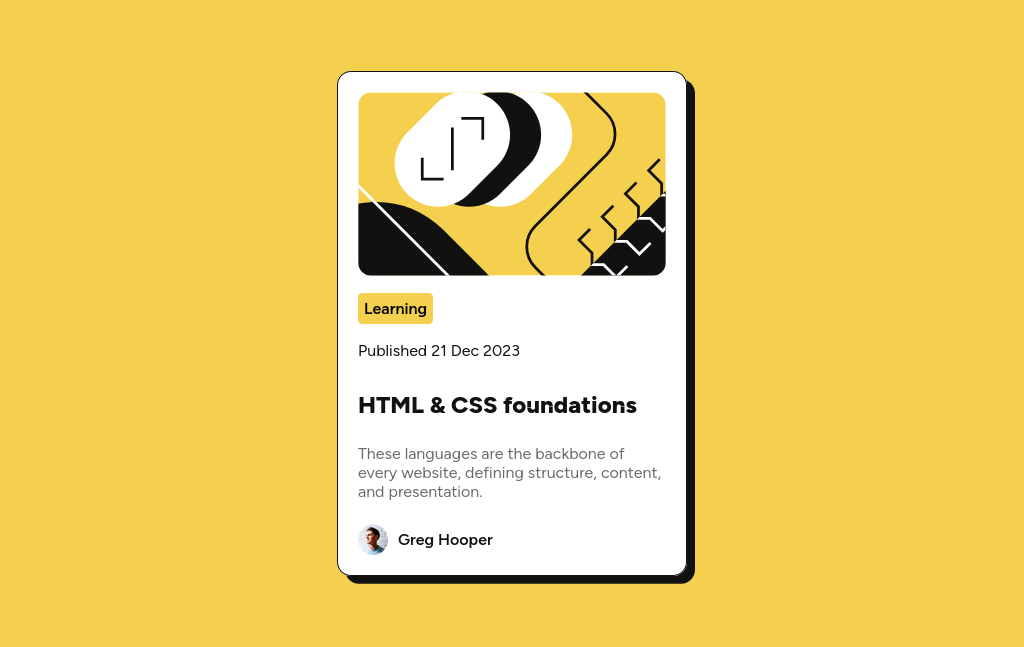 Learning
Published 21 Dec 2023
HTML & CSS foundations
These languages are the backbone of
every website, defining structure, content,
and presentation.
Greg Hooper